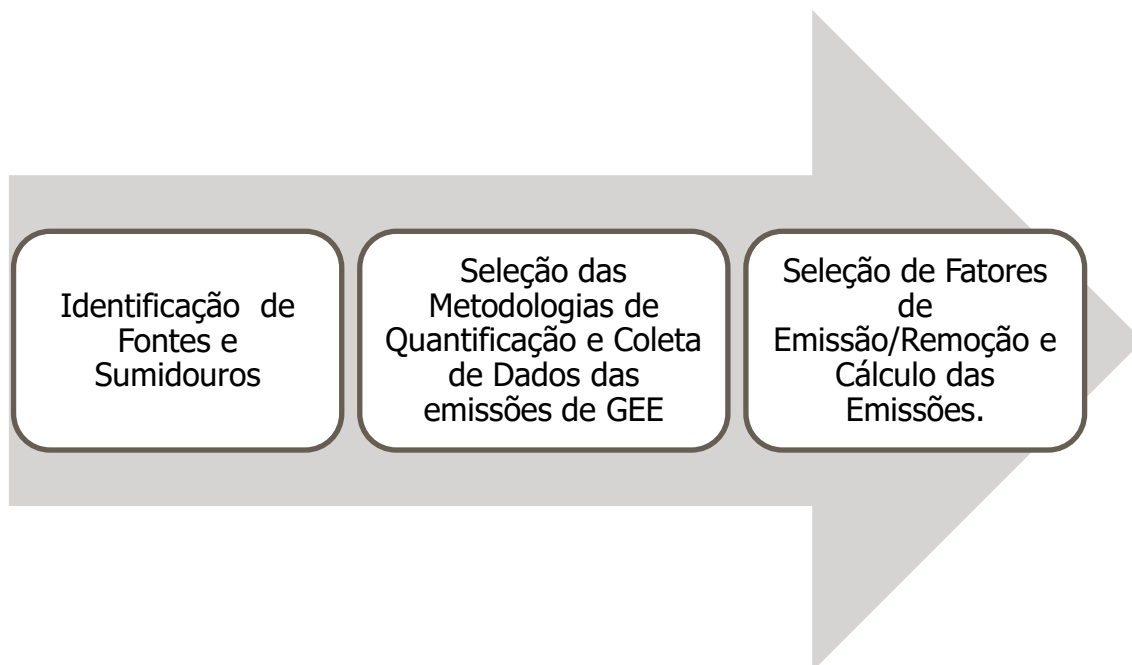 Identificação de
Fontes e
Sumidouros
Seleção das
Metodologias de
Quantificação e Coleta
de Dados das
emissões de GEE
Seleção de Fatores
de
Emissão/Remoção e
Cálculo das
Emissões.